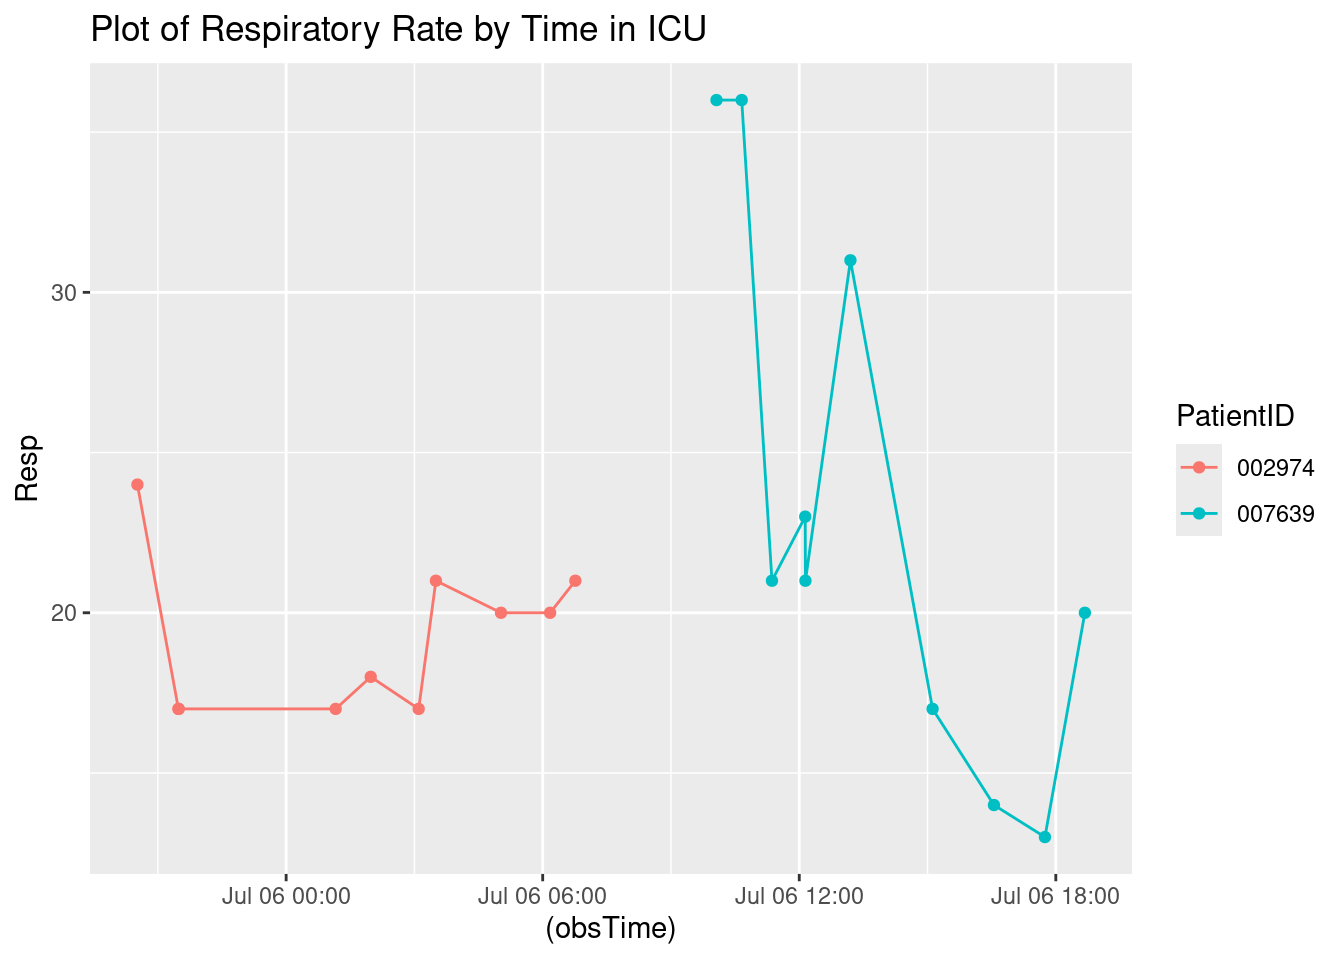 Plot of Respiratory Rate by Time in ICU
Resp
30
20
Jul 06 00:00
Jul 06 06:00
Jul 06 12:00
Jul 06 18:00
(obsTime)
PatientID
002974
007639